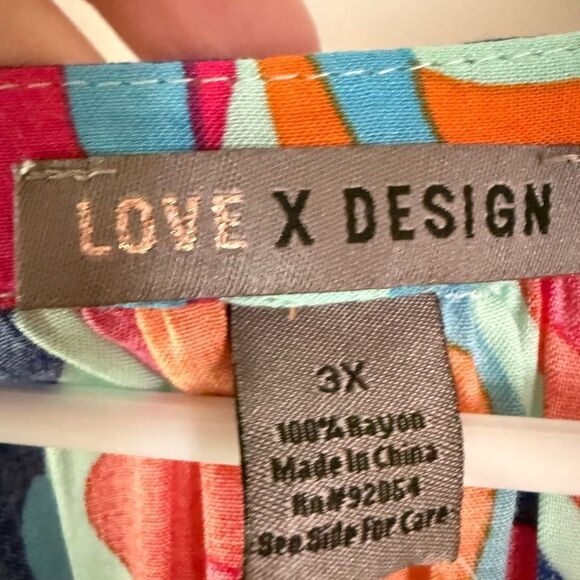 LOVE X DESIGN
3X
100% Rayon
Made In China
Rn# 92054
See Side For Care